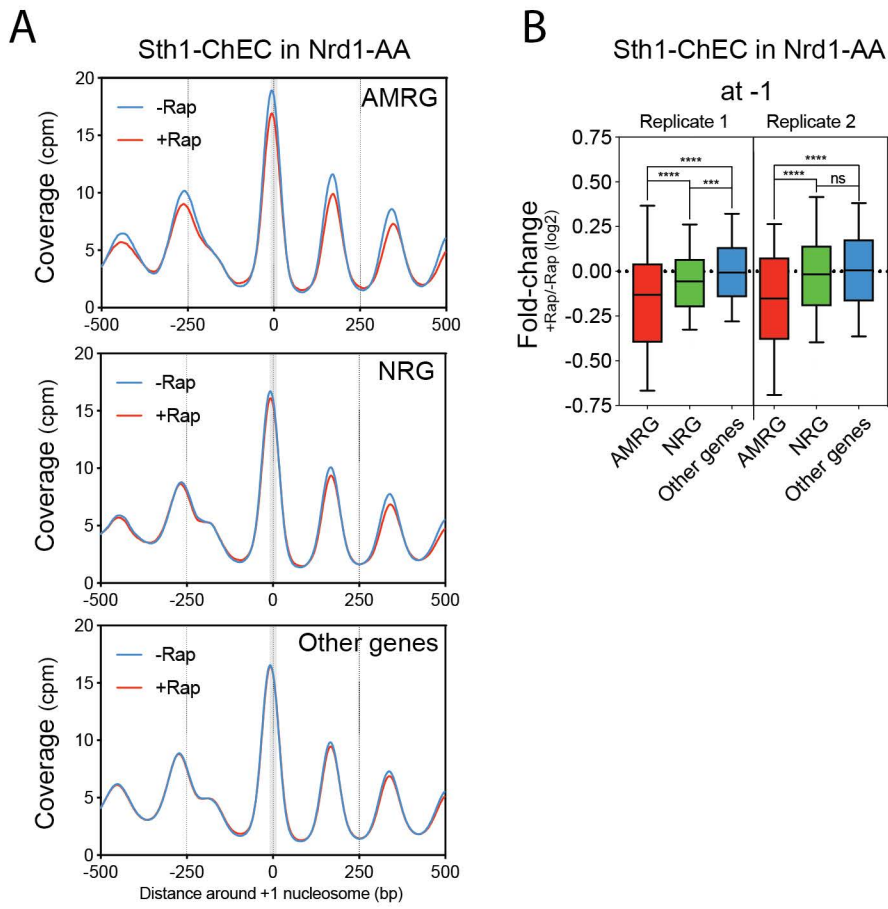 A
Sth1-ChEC in Nrd1-AA
20
15
10
5
0
Coverage (cpm)
-Rap
+Rap
AMRG
-500
-250
0
250
500
20
15
10
5
0
Coverage (cpm)
-Rap
+Rap
NRG
-500
-250
0
250
500
20
15
10
5
0
Coverage (cpm)
-Rap
+Rap
Other genes
-500
-250
0
250
500
Distance around +1 nucleosome (bp)
B
Sth1-ChEC in Nrd1-AA
at -1
Replicate 1
Replicate 2
0.75
0.50
0.25
0.00
-0.25
-0.50
-0.75
Fold-change
+Rap/-Rap (log2)
****
****
***
****
****
ns
AMRG
NRG
Other genes
AMRG
NRG
Other genes